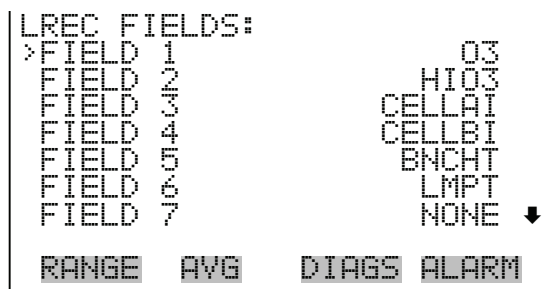 LREC FIELDS:
>FIELD 1 O3
FIELD 2 HIO3
FIELD 3 CELLAI
FIELD 4 CELLBI
FIELD 5 BNCHT
FIELD 6 LMPT
FIELD 7 NONE ⬇
RANGE AVG DIAGS ALARM